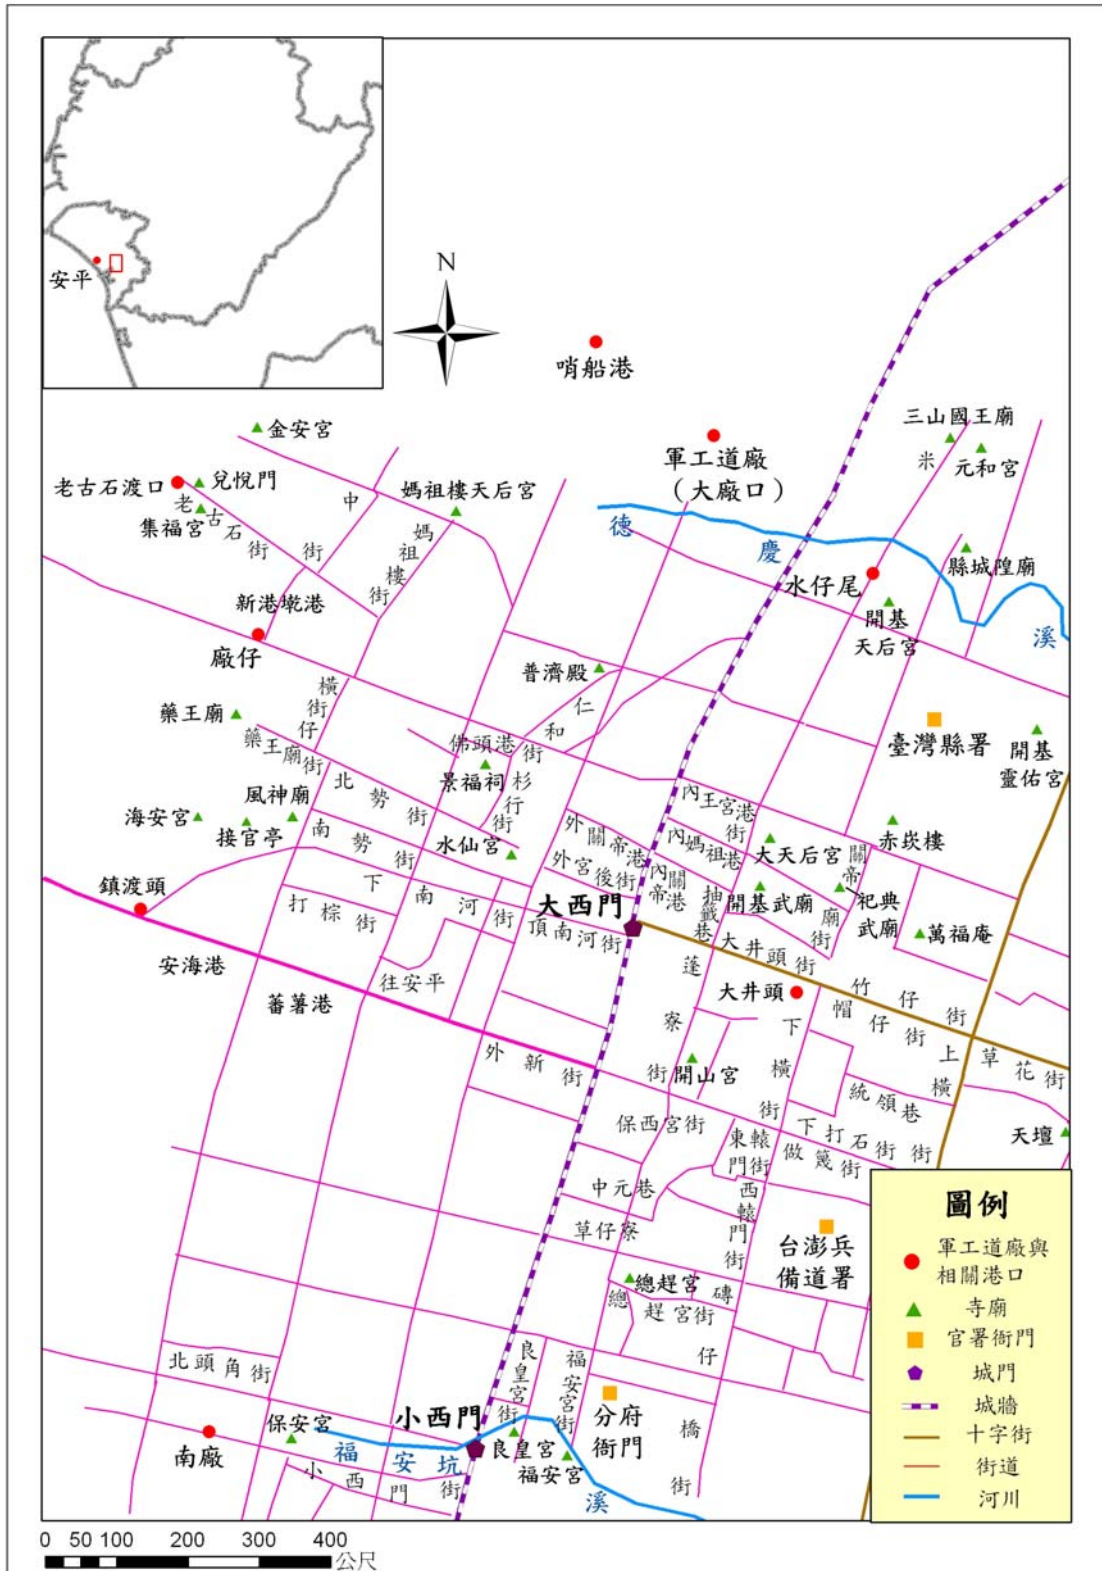 安平
N
哨船港
軍工道廠
（大廠口）
三山國王廟
元和宮
米
街
金安宮
老古石渡口
兌悅門
集福宮
老古石街
中街
媽祖樓天后宮
媽祖樓街
德慶溪
縣城隍廟
水仔尾
開基
天后宮
新港墘港
廠仔
普濟殿
仁和街
橫街仔
藥王廟
藥王廟街
臺灣縣署
開基
靈佑宮
佛頭港
景福祠
杉行街
北勢街
風神廟
海安宮
接官亭
南勢街
水仙宮
外關帝港
外宮後街
內王宮港街
內媽祖港
內關帝港
大天后宮
赤崁樓
關帝廟街
開基武廟
祀典
武廟
萬福庵
抽籤巷
鎮渡頭
打棕街
下南河街
頂南河街
大西門
大井頭街
安海港
往安平
蕃薯港
大井頭
竹仔街
帽仔街
蓬寮街
下橫街
上橫街
草花街
外新街
開山宮
統領巷
保西宮街
下打石街
做篾街
東轅門街
天壇
中元巷
西轅門街
草仔寮
台澎兵
備道署
總趕宮
總趕宮街
磚仔橋街
北頭角街
良皇宮街
福安宮街
分府
衙門
小西門
保安宮
南廠
良皇宮
福安宮
福安坑溪
小西門街
圖例
軍工道廠與
相關港口
寺廟
官署衙門
城門
城牆
十字街
街道
河川
0 50 100 200 300 400
公尺